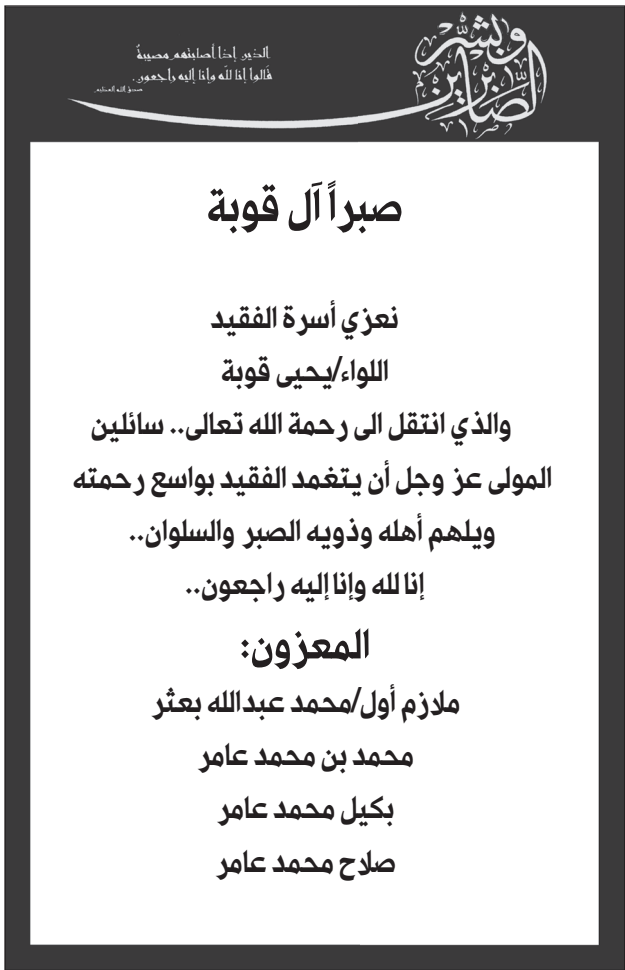 وبشر الصابرين
الذين إذا أصابتهم مصيبةٌ
قالوا إنا لله وإنا إليه راجعون.
صدق الله العظيم
صبراً آل قوبة
نعزي أسرة الفقيد
اللواء/يحيى قوبة
والذي انتقل الى رحمة الله تعالى.. سائلين
المولى عز وجل أن يتغمد الفقيد بواسع رحمته
ويلهم أهله وذويه الصبر والسلوان..
إنا لله وإنا إليه راجعون..
المعزون:
ملازم أول/محمد عبدالله بعثر
محمد بن محمد عامر
بكيل محمد عامر
صلاح محمد عامر